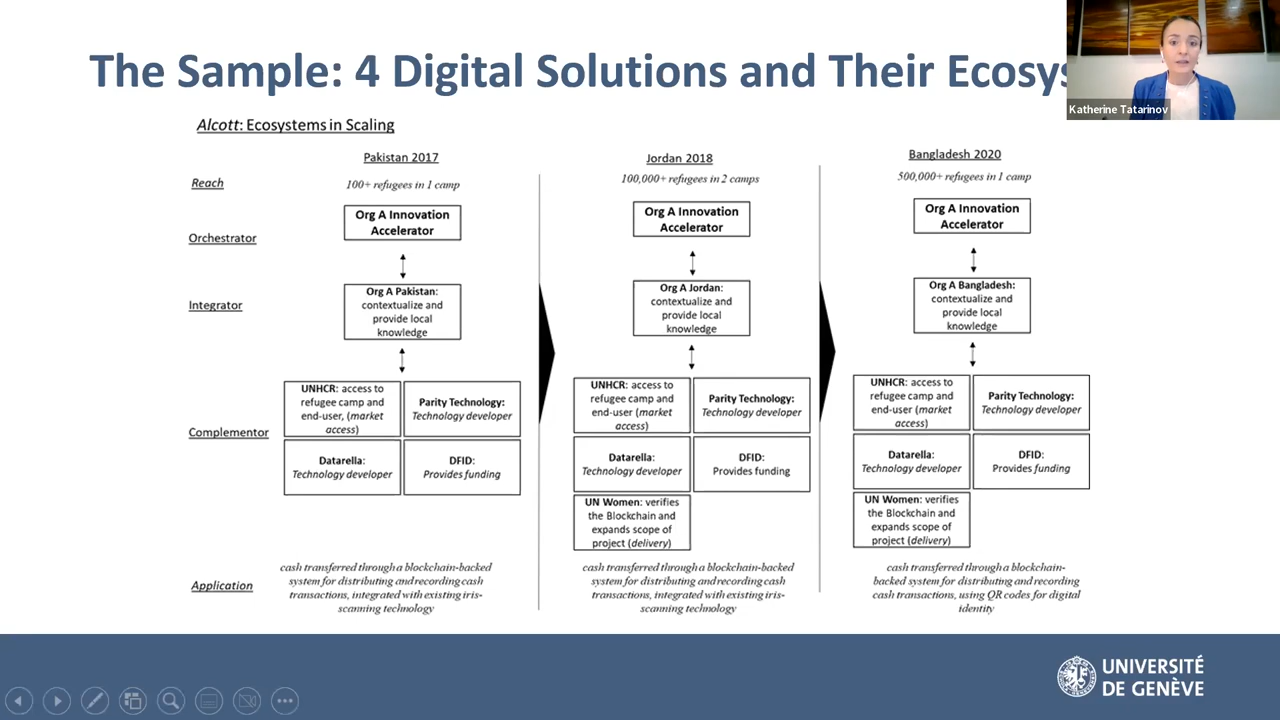 The Sample: 4 Digital Solutions and Their Ecosys
Katherine Tatarinov
Alcott: Ecosystems in Scaling
Pakistan 2017
Jordan 2018
Bangladesh 2020
Reach
100+ refugees in 1 camp
100,000+ refugees in 2 camps
500,000+ refugees in 1 camp
Orchestrator
Org A Innovation
Accelerator
Org A Innovation
Accelerator
Org A Innovation
Accelerator
Integrator
Org A Pakistan:
contextualize and
provide local
knowledge
Org A Jordan:
contextualize and
provide local
knowledge
Org A Bangladesh:
contextualize and
provide local
knowledge
Complementor
UNHCR: access to
refugee camp and
end-user, (market
access)
Parity Technology:
Technology developer
Datarella:
Technology developer
DFID:
Provides funding
UNHCR: access to
refugee camp and
end-user (market
access)
Parity Technology:
Technology developer
Datarella:
Technology developer
DFID:
Provides funding
UN Women: verifies
the Blockchain and
expands scope of
project (delivery)
UNHCR: access to
refugee camp and
end-user (market
access)
Parity Technology:
Technology developer
Datarella:
Technology developer
DFID:
Provides funding
UN Women: verifies
the Blockchain and
expands scope of
project (delivery)
Application
cash transferred through a blockchain-backed
system for distributing and recording cash
transactions, integrated with existing iris-
scanning technology
cash transferred through a blockchain-backed
system for distributing and recording cash
transactions, integrated with existing iris-
scanning technology
cash transferred through a blockchain-
backed system for distributing and recording
cash transactions, using QR codes for digital
identity
UNIVERSITÉ
DE GENÈVE